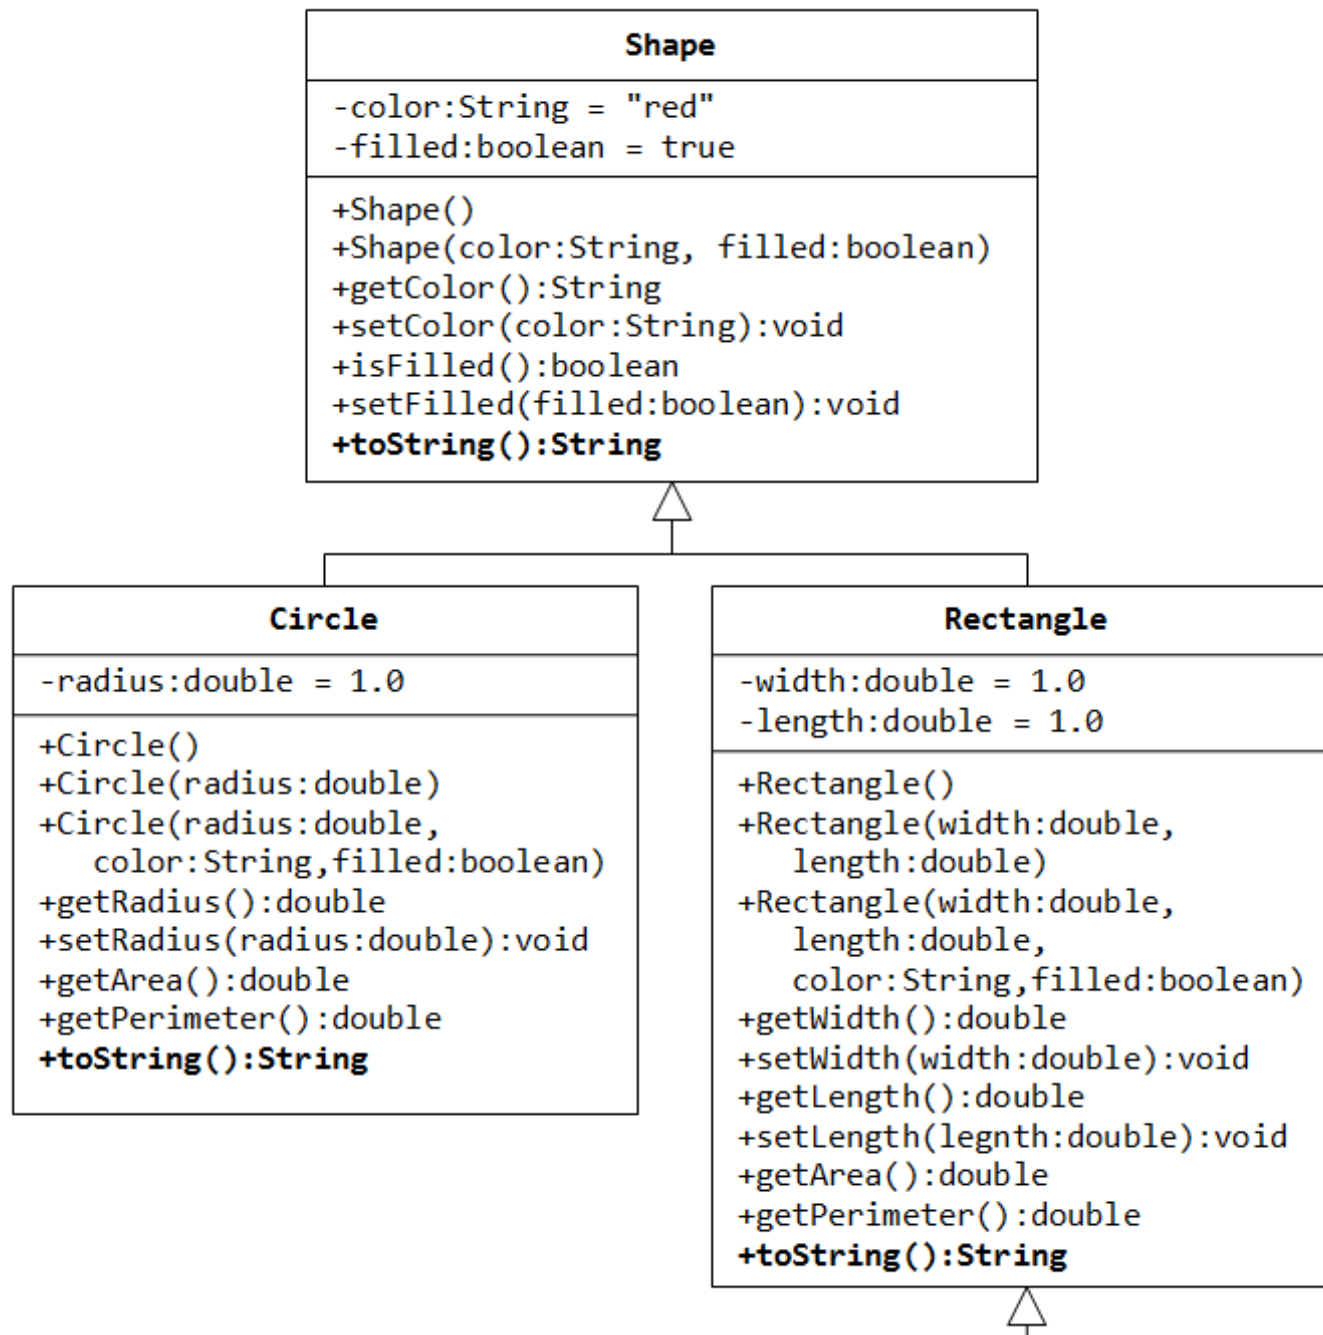 Shape
-color:String = "red"
-filled:boolean = true
+Shape()
+Shape(color:String, filled:boolean)
+getColor():String
+setColor(color:String):void
+isFilled():boolean
+setFilled(filled:boolean):void
+toString():String
Circle
-radius:double = 1.0
+Circle()
+Circle(radius:double)
+Circle(radius:double,
color:String,filled:boolean)
+getRadius():double
+setRadius(radius:double):void
+getArea():double
+getPerimeter():double
+toString():String
Rectangle
-width:double = 1.0
-length:double = 1.0
+Rectangle()
+Rectangle(width:double,
length:double)
+Rectangle(width:double,
length:double,
color:String,filled:boolean)
+getWidth():double
+setWidth(width:double):void
+getLength():double
+setLength(legnth:double):void
+getArea():double
+getPerimeter():double
+toString():String